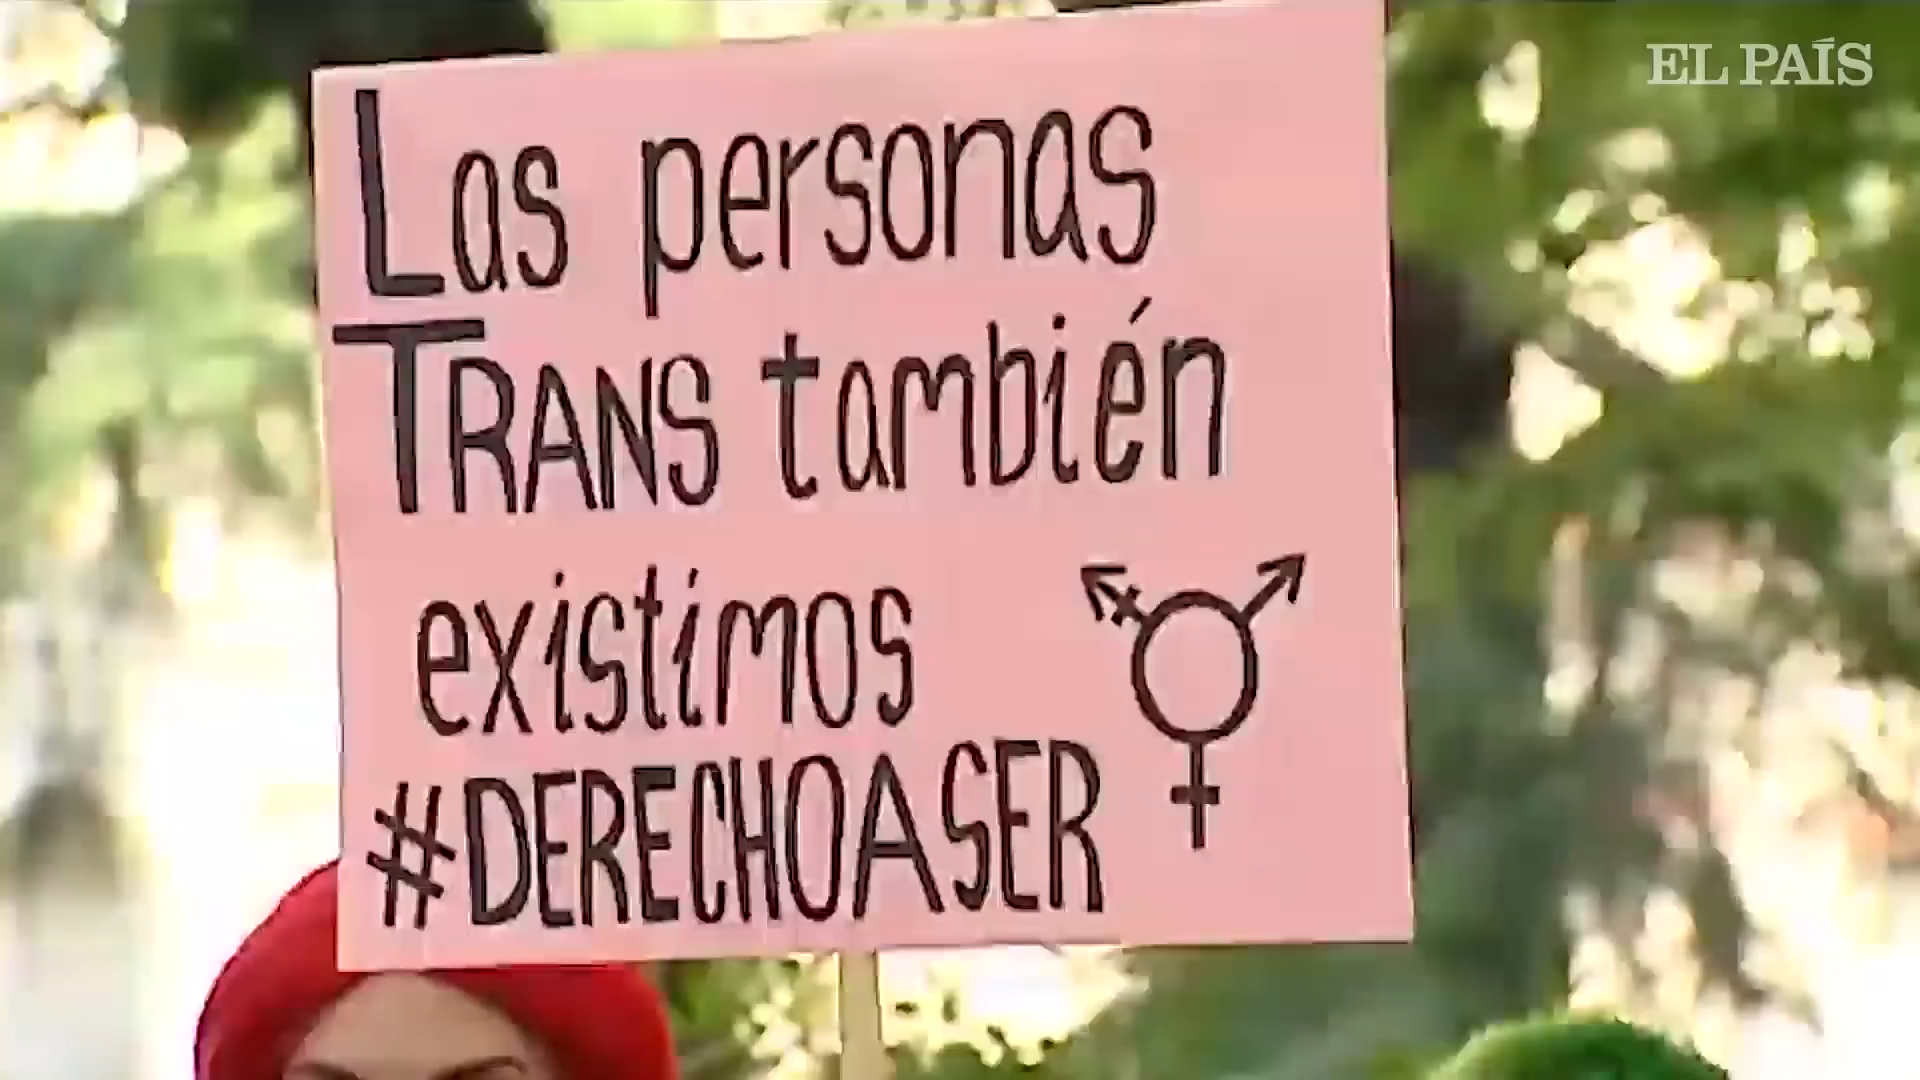 EL PAÍS
Las personas
TRANS también
existimos
#DERECHOASER